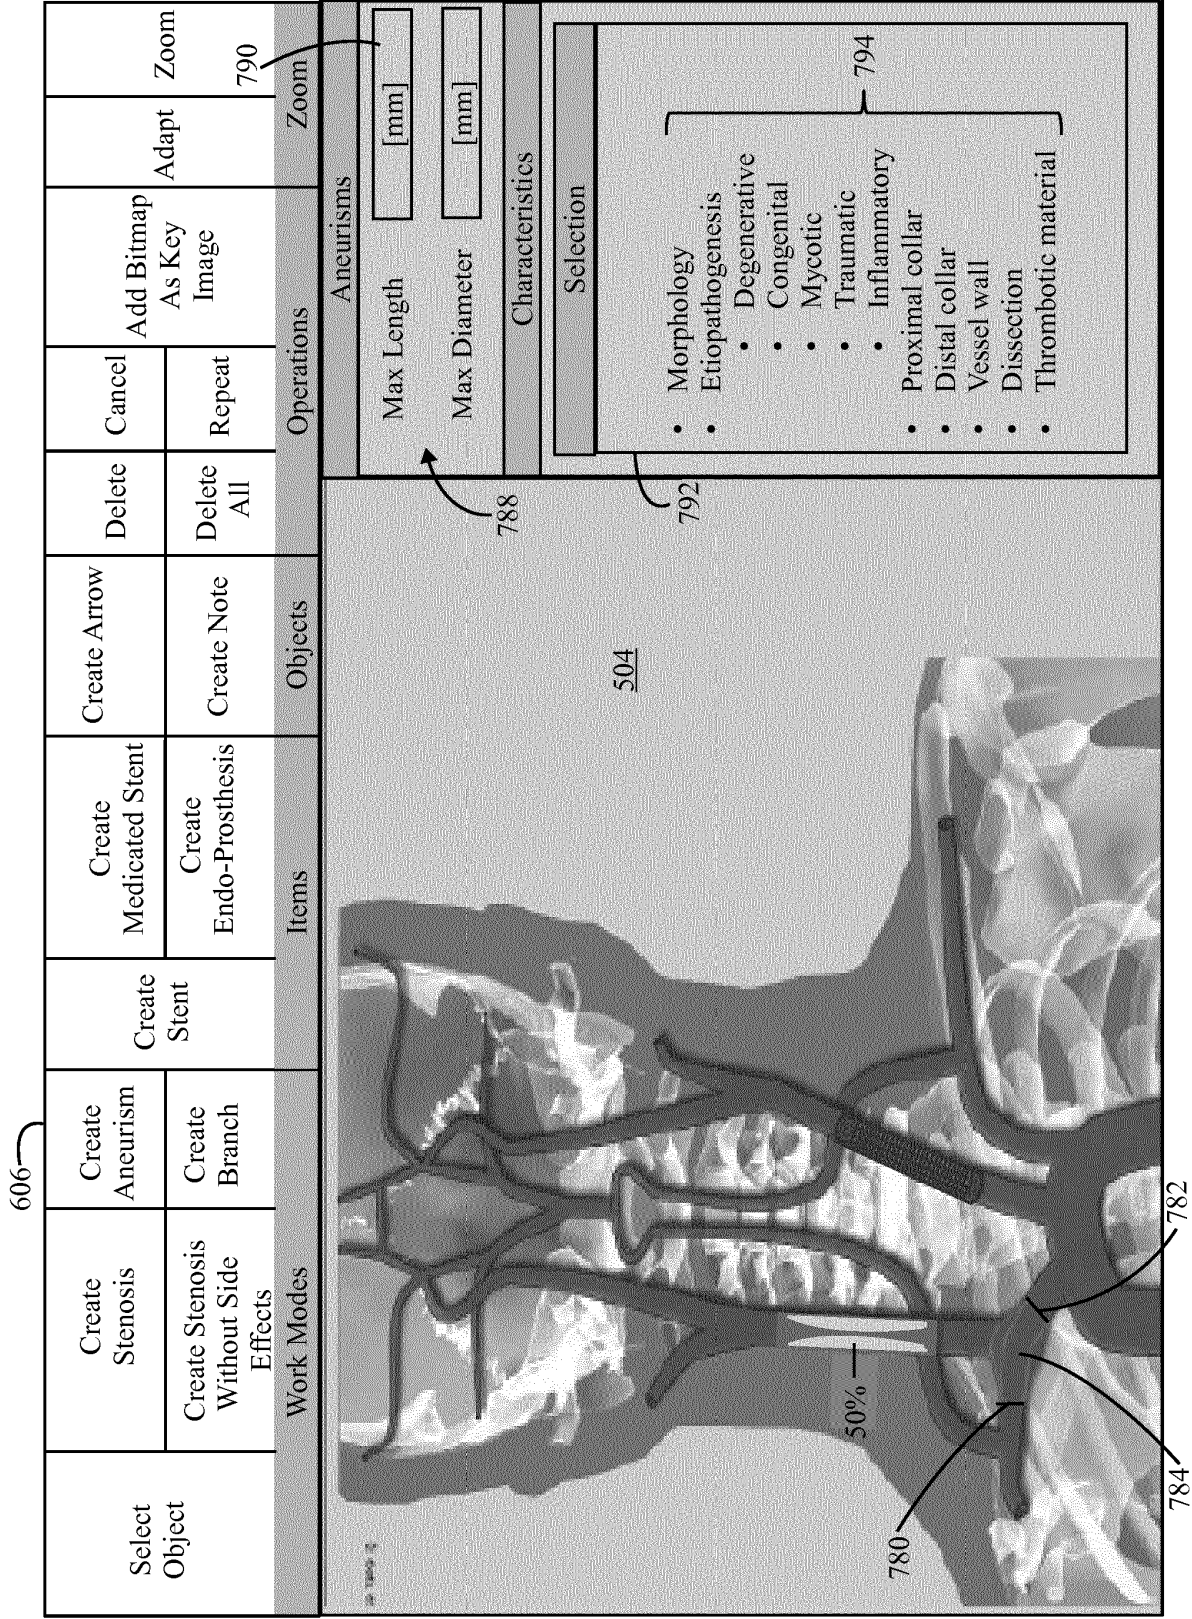 606
Select
Object
Create
Stenosis
Create Stenosis
Without Side
Effects
Create
Aneurism
Create
Branch
Work Modes
Create
Stent
Create
Medicated Stent
Create
Endo-Prosthesis
Items
Create Arrow
Create Note
Objects
Delete
Delete
All
Cancel
Repeat
Add Bitmap
As Key
Image
Operations
Adapt
Zoom
Zoom
790
Aneurisms
Max Length
[mm]
Max Diameter
[mm]
788
Characteristics
Selection
792
• Morphology
• Etiopathogenesis
• Degenerative
• Congenital
• Mycotic
• Traumatic
• Inflammatory
• Proximal collar
• Distal collar
• Vessel wall
• Dissection
• Thrombotic material
794
504
50%
780
784
782